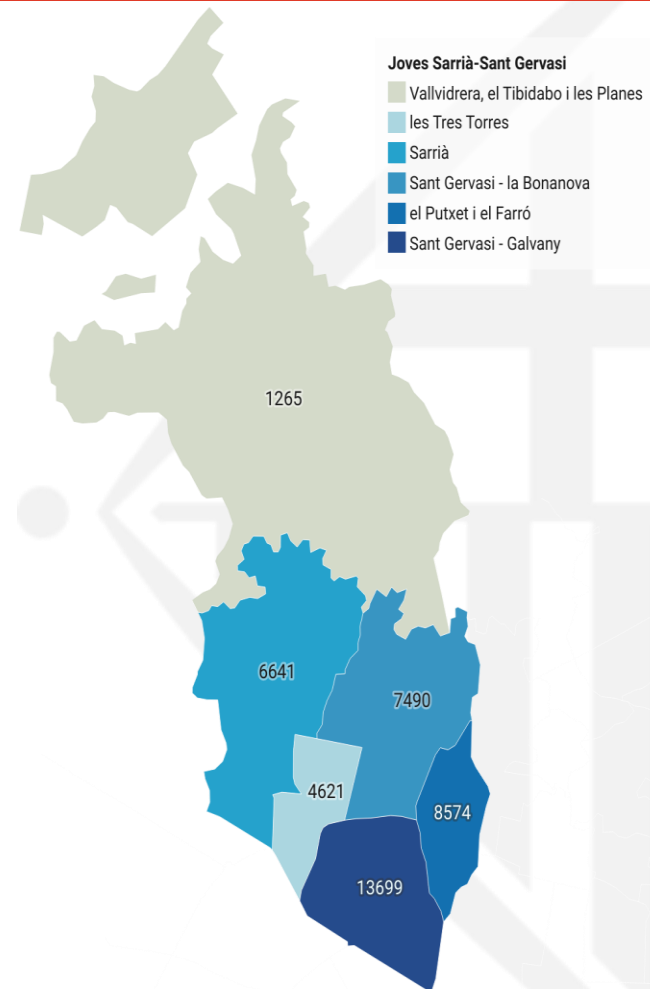 Joves Sarrià-Sant Gervasi
Vallvidrera, el Tibidabo i les Planes
les Tres Torres
Sarrià
Sant Gervasi - la Bonanova
el Putxet i el Farró
Sant Gervasi - Galvany
1265
6641
7490
4621
8574
13699